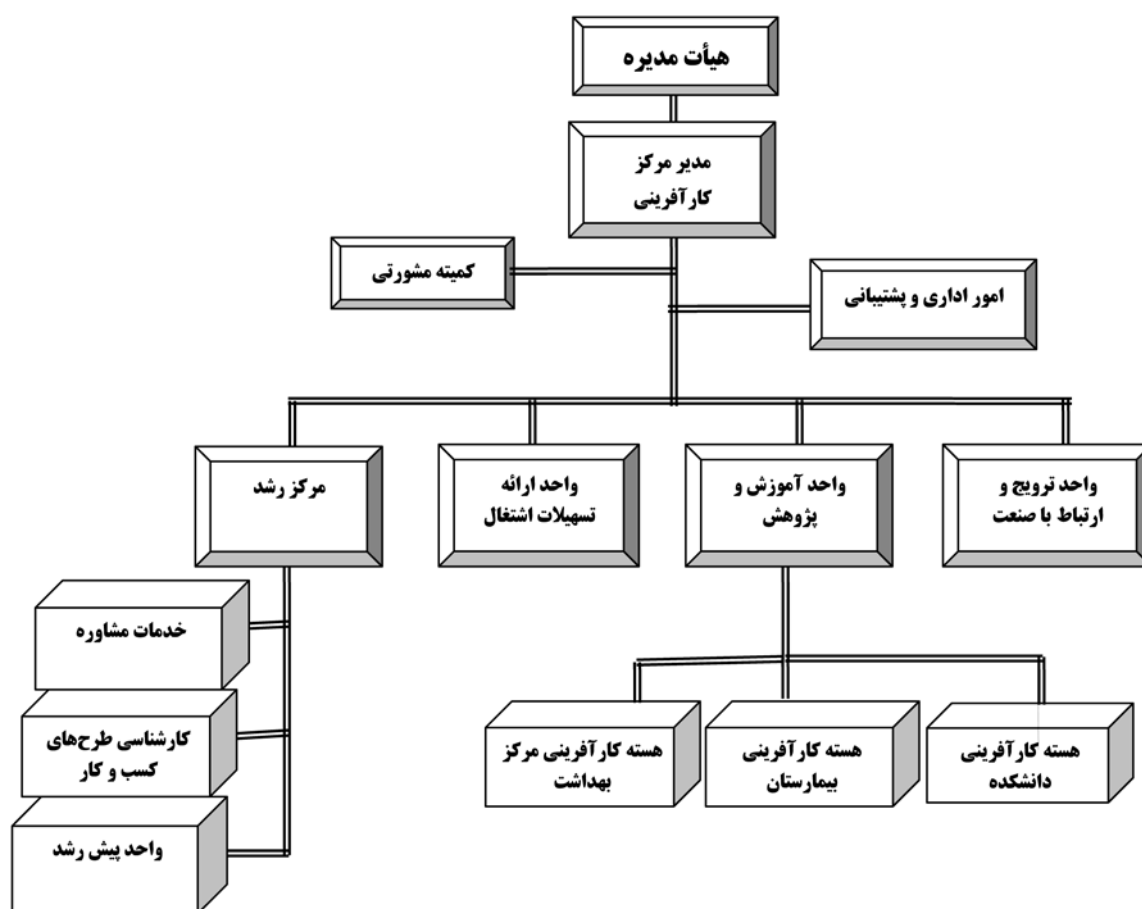 هیأت مدیره
مدیر مرکز
کارآفرینی
کمیته مشورتی
امور اداری و پشتیبانی
واحد ترویج و
ارتباط با صنعت
واحد آموزش و
پژوهش
واحد ارائه
تسهیلات اشتغال
مرکز رشد
خدمات مشاوره
کارشناسی طرح‌های
کسب و کار
واحد پیش رشد
هسته کارآفرینی
دانشکده
هسته کارآفرینی
بیمارستان
هسته کارآفرینی مرکز
بهداشت